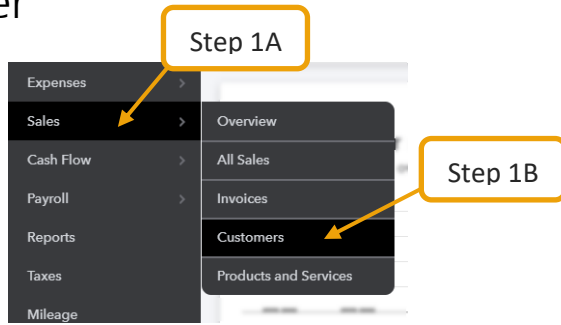 er
Step 1A
Expenses
Sales
Overview
Cash Flow
All Sales
Step 1B
Payroll
Invoices
Reports
Customers
Taxes
Products and Services
Mileage